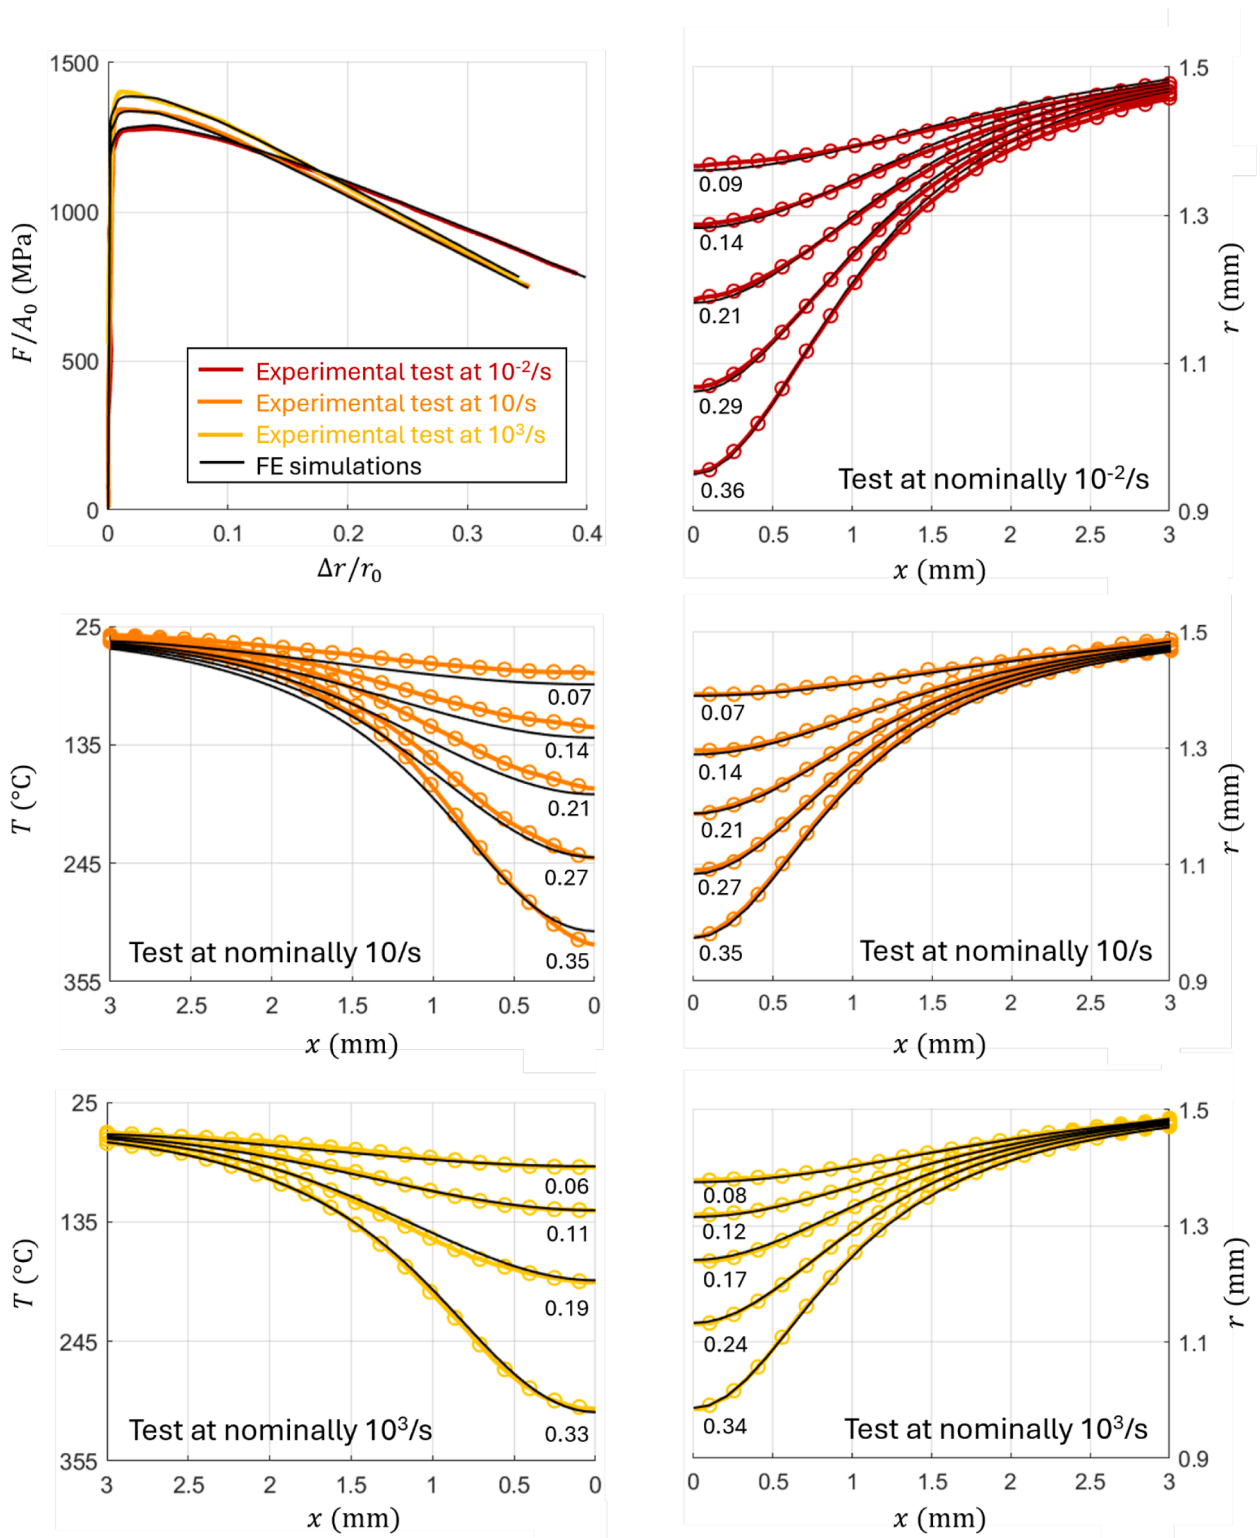 1500
1000
500
0
F/A₀ (MPa)
Experimental test at 10⁻²/s
Experimental test at 10/s
Experimental test at 10³/s
FE simulations
0 0.1 0.2 0.3 0.4
Δr/r₀
1.5
1.3
1.1
0.9
r (mm)
0.09
0.14
0.21
0.29
0.36
Test at nominally 10⁻²/s
0 0.5 1 1.5 2 2.5 3
x (mm)
25
135
245
355
T (°C)
0.07
0.14
0.21
0.27
0.35
Test at nominally 10/s
3 2.5 2 1.5 1 0.5 0
x (mm)
1.5
1.3
1.1
0.9
r (mm)
0.07
0.14
0.21
0.27
0.35
Test at nominally 10/s
0 0.5 1 1.5 2 2.5 3
x (mm)
25
135
245
355
T (°C)
0.06
0.11
0.19
0.33
Test at nominally 10³/s
3 2.5 2 1.5 1 0.5 0
x (mm)
1.5
1.3
1.1
0.9
r (mm)
0.08
0.12
0.17
0.24
0.34
Test at nominally 10³/s
0 0.5 1 1.5 2 2.5 3
x (mm)